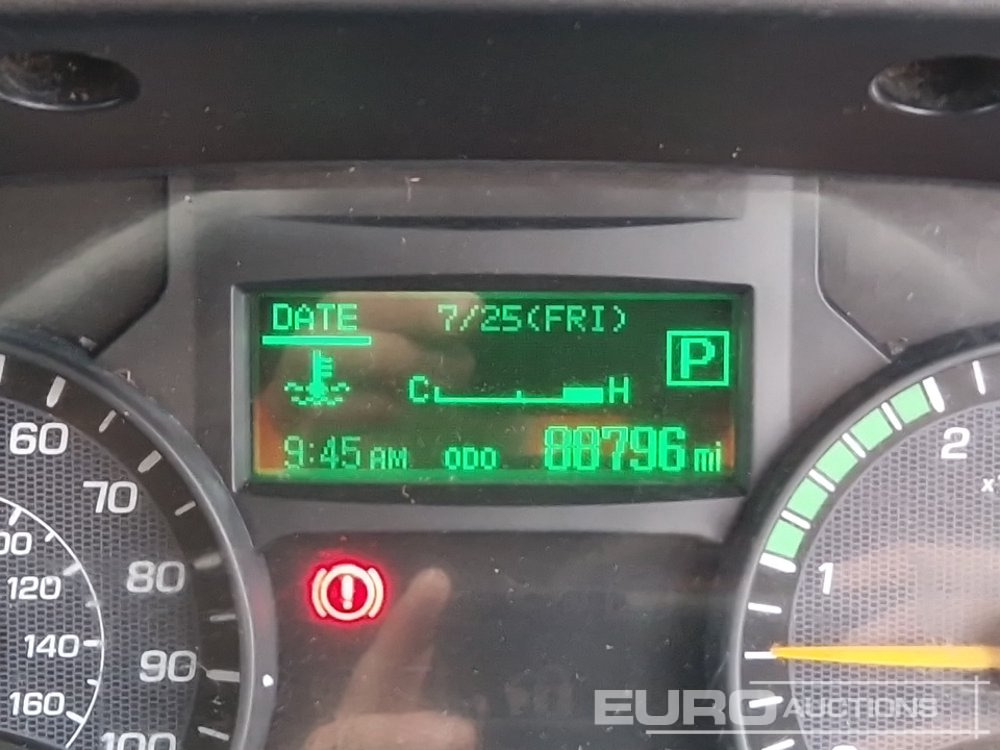 DATE 7/25(FRI)
P
C H
9:45 AM ODO 88796 mi
60
70
80
90
100
120
140
160
2
1
EURO AUCTIONS